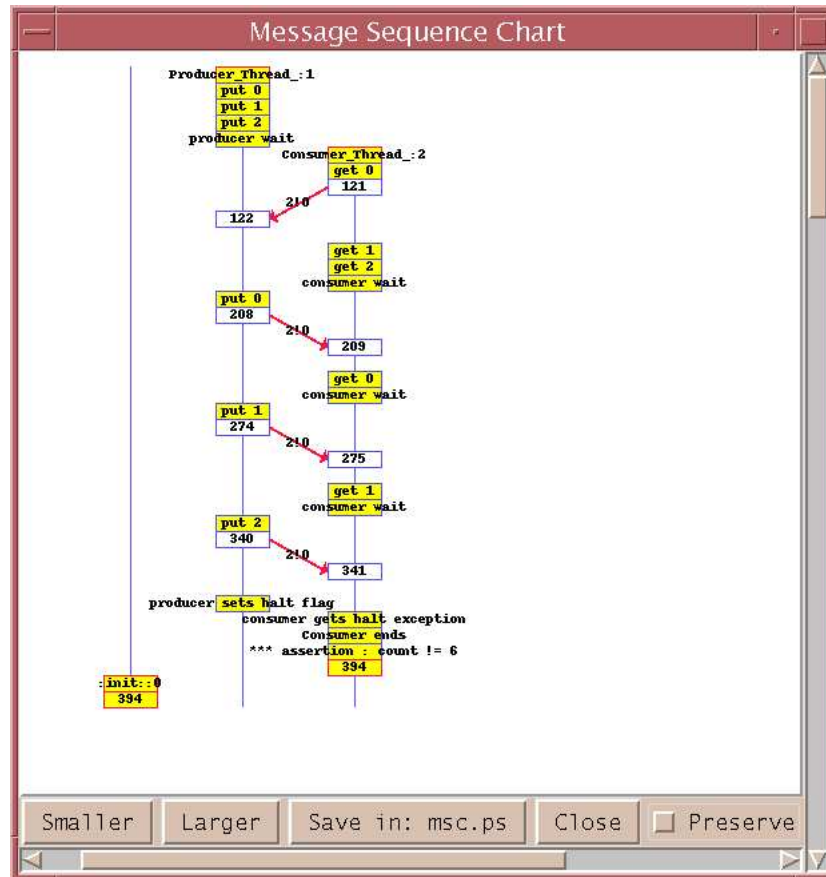 Message Sequence Chart
Producer_Thread_:1
put 0
put 1
put 2
producer wait
Consumer_Thread_:2
get 0
121
2!0
122
get 1
get 2
consumer wait
put 0
208
2!0
209
get 0
consumer wait
put 1
274
2!0
275
get 1
consumer wait
put 2
340
2!0
341
producer sets halt flag
consumer gets halt exception
Consumer ends
*** assertion : count != 6
394
:init::0
394
Smaller Larger Save in: msc.ps Close Preserve